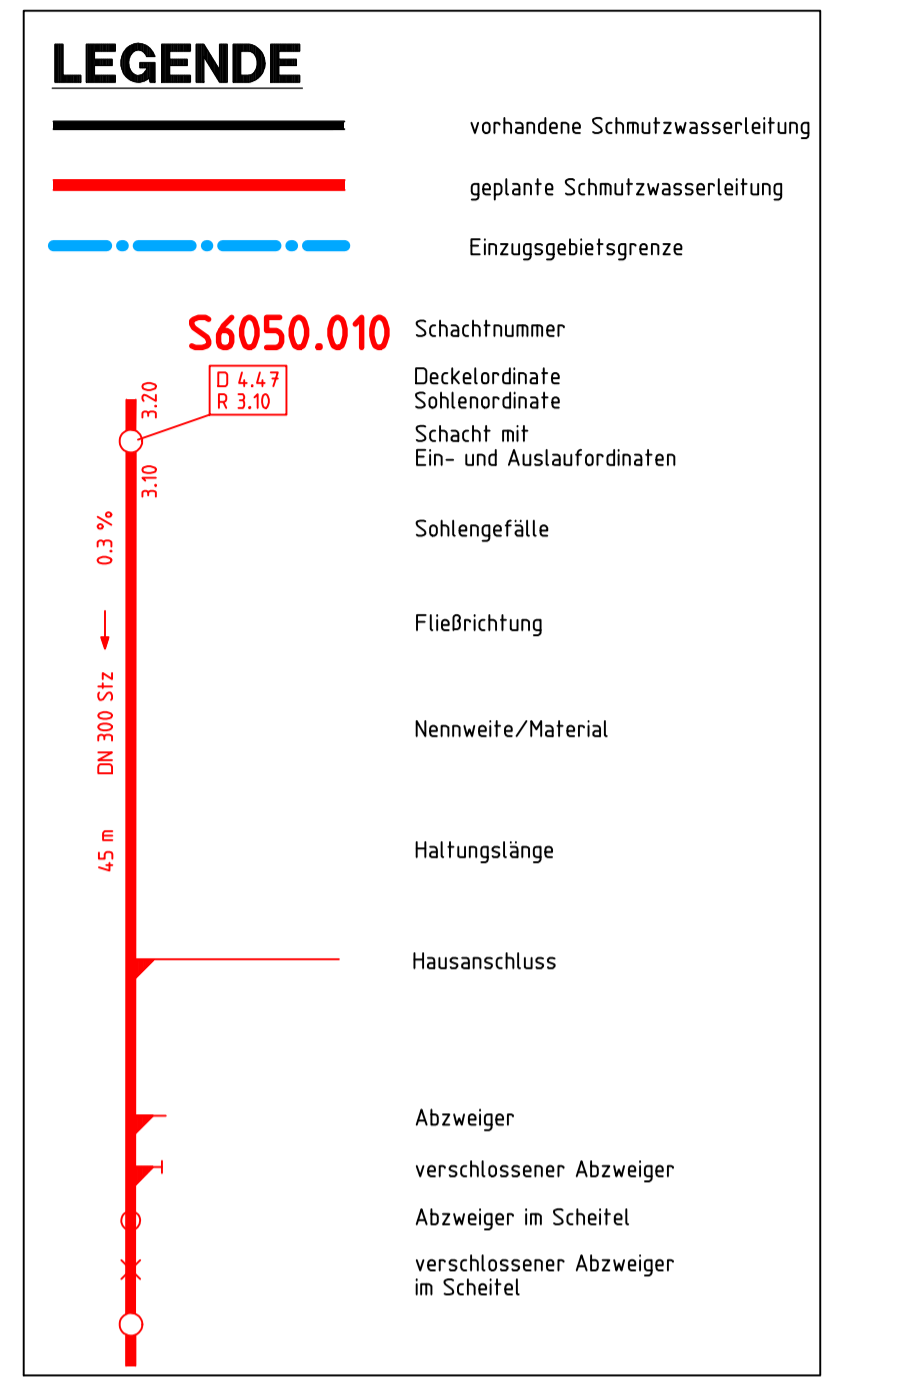 LEGENDE
vorhandene Schmutzwasserleitung
geplante Schmutzwasserleitung
Einzugsgebietsgrenze
S6050.010 Schachtnummer
D 4.47 Deckelordinate
R 3.10 Sohlenordinate
3.20
Schacht mit
Ein- und Auslaufordinaten
3.10
0.3 % Sohlengefälle
Fließrichtung
DN 300 Stz Nennweite/Material
45 m Haltungslänge
Hausanschluss
Abzweiger
verschlossener Abzweiger
Abzweiger im Scheitel
verschlossener Abzweiger
im Scheitel